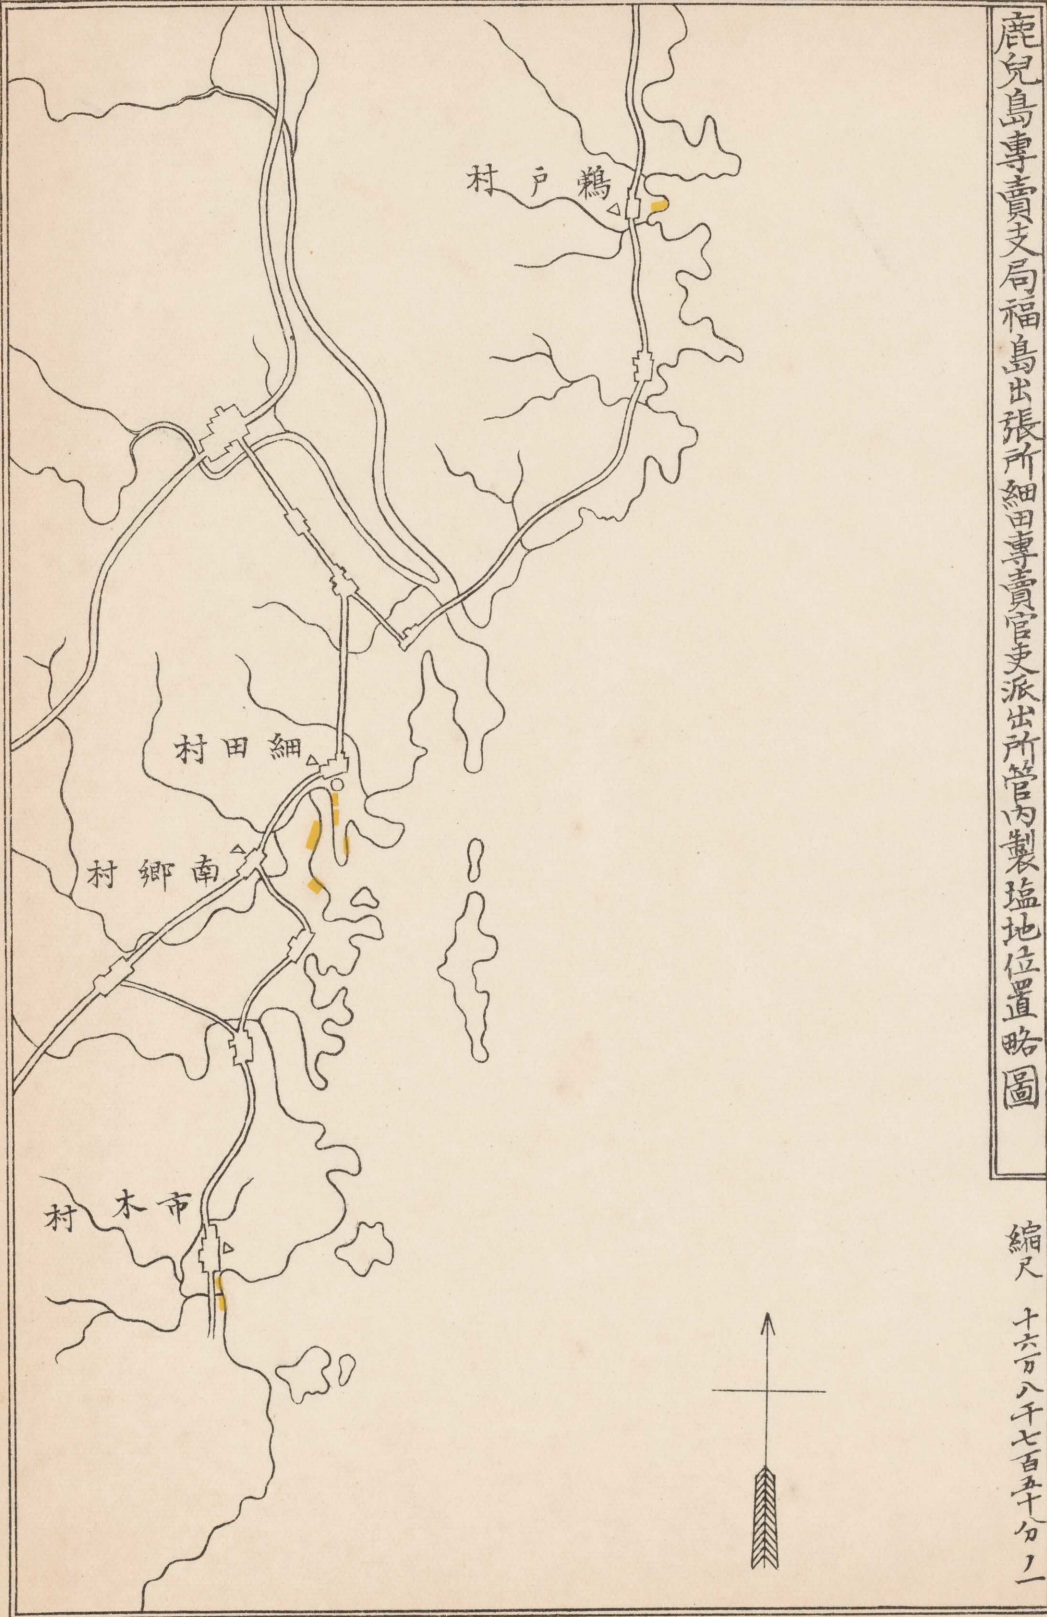 鹿兒島專賣支局福島出張所細田專賣官吏派出所管内製塩地位置略圖
縮尺 十六万八千七百五十分ノ一
鵜戸村
細田村
南郷村
市木村